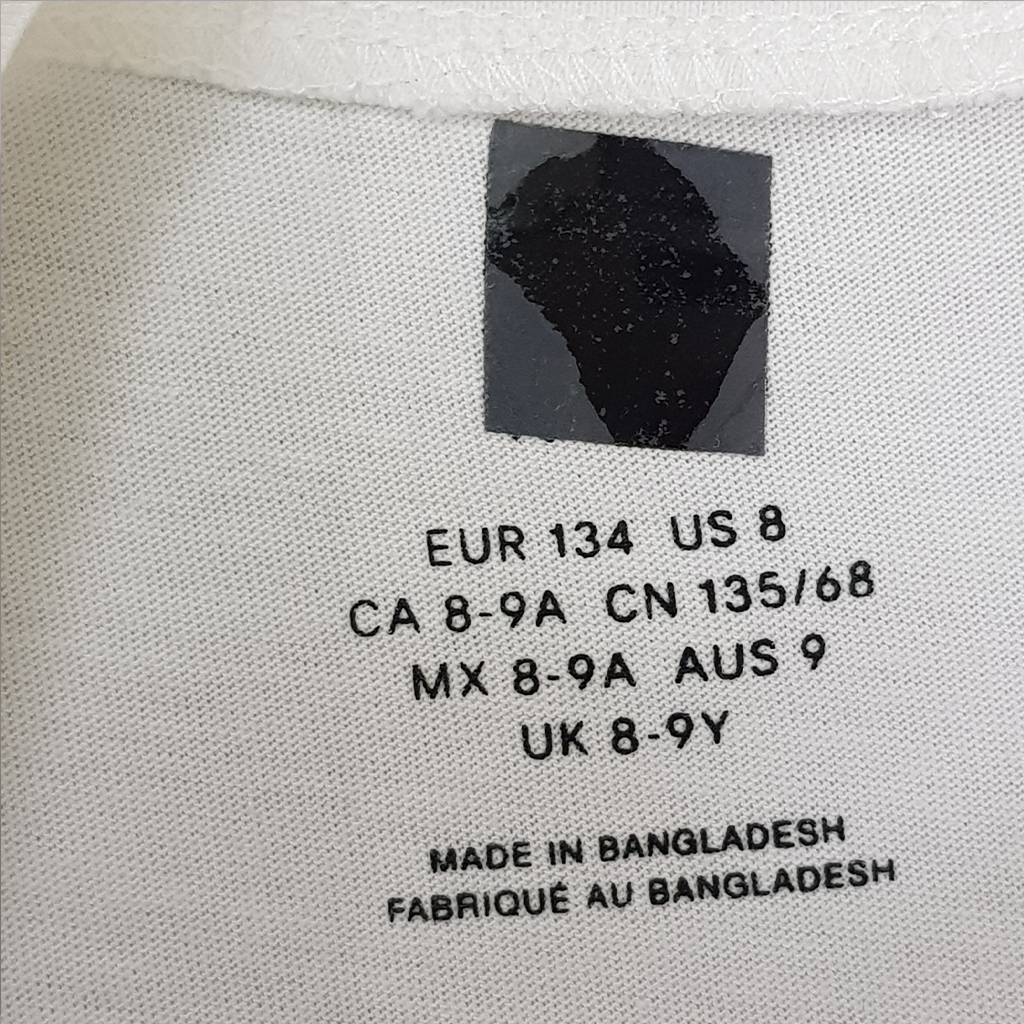 EUR 134 US 8
CA 8-9A CN 135/68
MX 8-9A AUS 9
UK 8-9Y
MADE IN BANGLADESH
FABRIQUÉ AU BANGLADESH